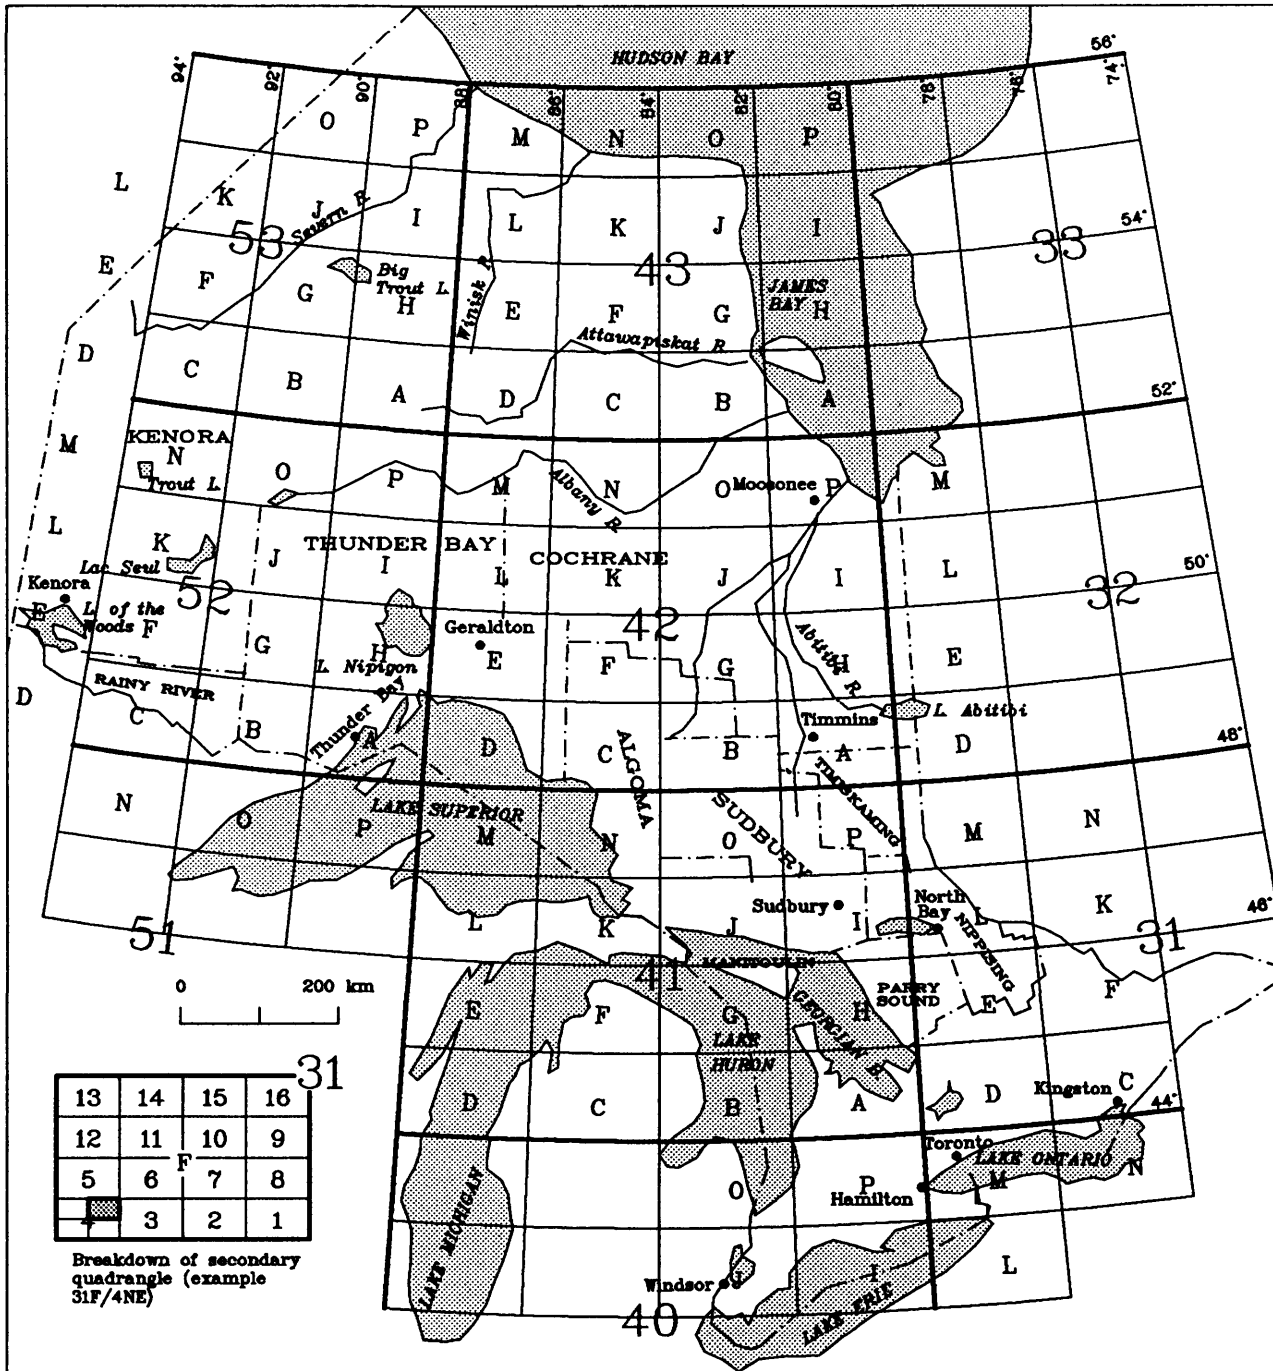 HUDSON BAY
56°
94° 92° 90° 88° 86° 84° 82° 80° 78° 76° 74°
O P M N O P
L K J I L K J I
Severn R.
54°
53 43 33
E F G H E F G H
Big
Trout L.
Winisk R.
JAMES
BAY
Attawapiskat R.
D C B A D C B A
52°
KENORA
M N O P M N O P M
Trout L.
Albany R.
Moosonee
L K J I L K J I L
THUNDER BAY
COCHRANE
Lac Seul
50°
52 42 32
Kenora
E F G H E F G H E
L. of the
Woods
Geraldton
L. Nipigon
Abitibi R.
RAINY RIVER
D C B A D C B A D
L. Abitibi
Thunder Bay
Timmins
48°
ALGOMA
TIMISKAMING
N O P M N O P M N
LAKE SUPERIOR
SUDBURY
Sudbury
North
Bay
L K J I L K
46°
51 41 31
NIPPISING
MANITOULIN
0 200 km
PARRY
SOUND
E F G H E F
GEORGIAN B.
LAKE
HURON
31
D C B A D C
Kingston
44°
13 14 15 16
12 11 10 9
F
5 6 7 8
4 3 2 1
Toronto
LAKE ONTARIO
O P M N
Hamilton
LAKE MICHIGAN
Breakdown of secondary
quadrangle (example
31F/4NE)
Windsor
J I L
LAKE ERIE
40